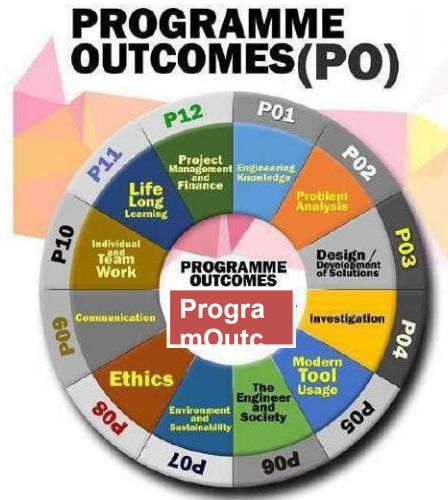 PROGRAMME
OUTCOMES(PO)
P01
Engineering
Knowledge
P02
Problem
Analysis
P03
Design /
Development
of Solutions
P04
Investigation
P05
Modern
Tool
Usage
P06
The
Engineer
and
Society
P07
Environment
and
Sustainability
P08
Ethics
P09
Communication
P10
Individual
and
Team
Work
P11
Life
Long
Learning
P12
Project
Management
and
Finance
PROGRAMME
OUTCOMES
Progra
mOutc